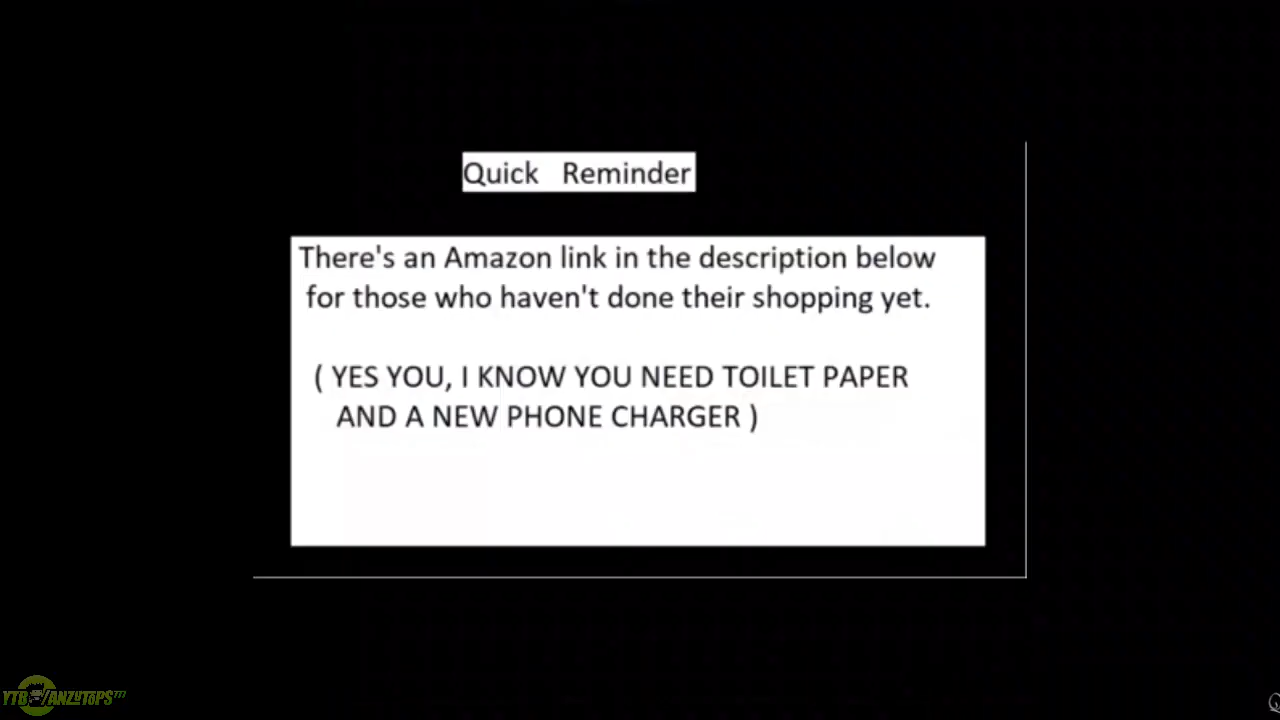 Quick Reminder
There's an Amazon link in the description below
for those who haven't done their shopping yet.
( YES YOU, I KNOW YOU NEED TOILET PAPER
AND A NEW PHONE CHARGER )
YTB